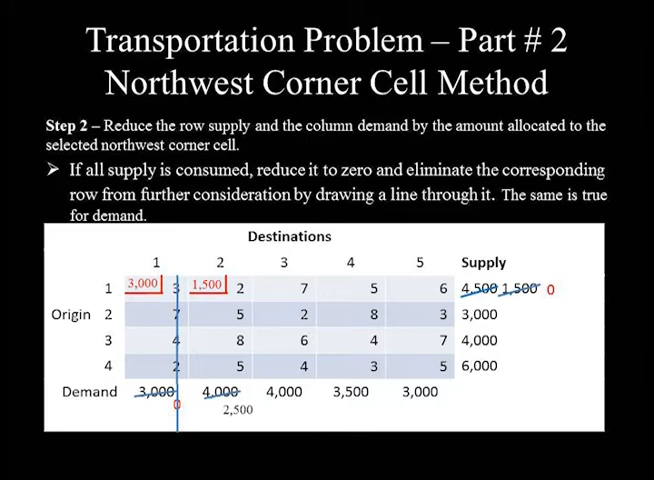 Transportation Problem – Part # 2
Northwest Corner Cell Method
Step 2 – Reduce the row supply and the column demand by the amount allocated to the
selected northwest corner cell.
➢ If all supply is consumed, reduce it to zero and eliminate the corresponding
row from further consideration by drawing a line through it. The same is true
for demand.
Destinations
1 2 3 4 5 Supply
1 3,000 3 1,500 2 7 5 6 4,500 1,500 0
Origin 2 7 5 2 8 3 3,000
3 4 8 6 4 7 4,000
4 2 5 4 3 5 6,000
Demand 3,000 4,000 4,000 3,500 3,000
0 2,500